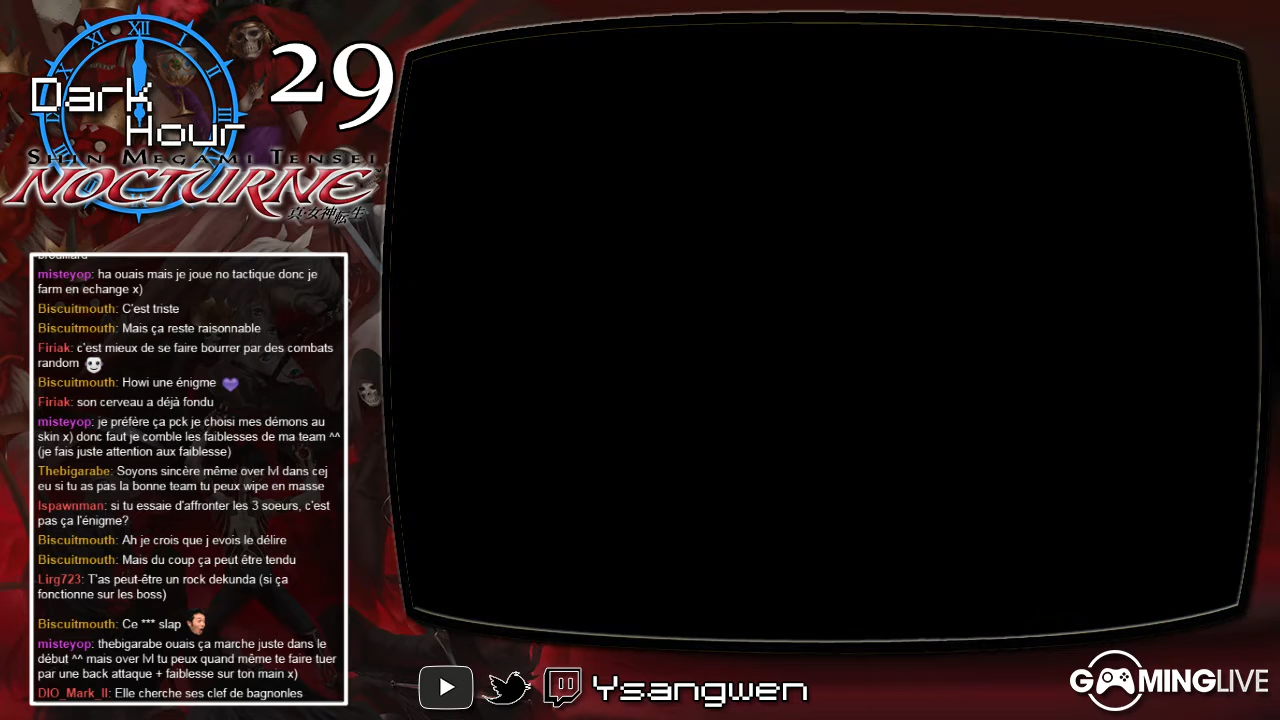 XII
XI
I
X
II
III
29
Dark
Hour
SHIN MEGAMI TENSEI
NOCTURNE
真・女神転生
brouillard
misteyop: ha ouais mais je joue no tactique donc je
farm en echange x)
Biscuitmouth: C'est triste
Biscuitmouth: Mais ça reste raisonnable
Firiak: c'est mieux de se faire bourrer par des combats
random
Biscuitmouth: Howi une énigme
Firiak: son cerveau a déjà fondu
misteyop: je préfère ça pck je choisi mes démons au
skin x) donc faut je comble les faiblesses de ma team ^^
(je fais juste attention aux faiblesse)
Thebigarabe: Soyons sincère même over lvl dans cej
eu si tu as pas la bonne team tu peux wipe en masse
Ispawnman: si tu essaie d'affronter les 3 soeurs, c'est
pas ça l'énigme?
Biscuitmouth: Ah je crois que j evois le délire
Biscuitmouth: Mais du coup ça peut être tendu
Lirg723: T'as peut-être un rock dekunda (si ça
fonctionne sur les boss)
Biscuitmouth: Ce *** slap
misteyop: thebigarabe ouais ça marche juste dans le
début ^^ mais over lvl tu peux quand même te faire tuer
par une back attaque + faiblesse sur ton main x)
DIO_Mark_II: Elle cherche ses clef de bagnonles
Ysangwen
GAMINGLIVE